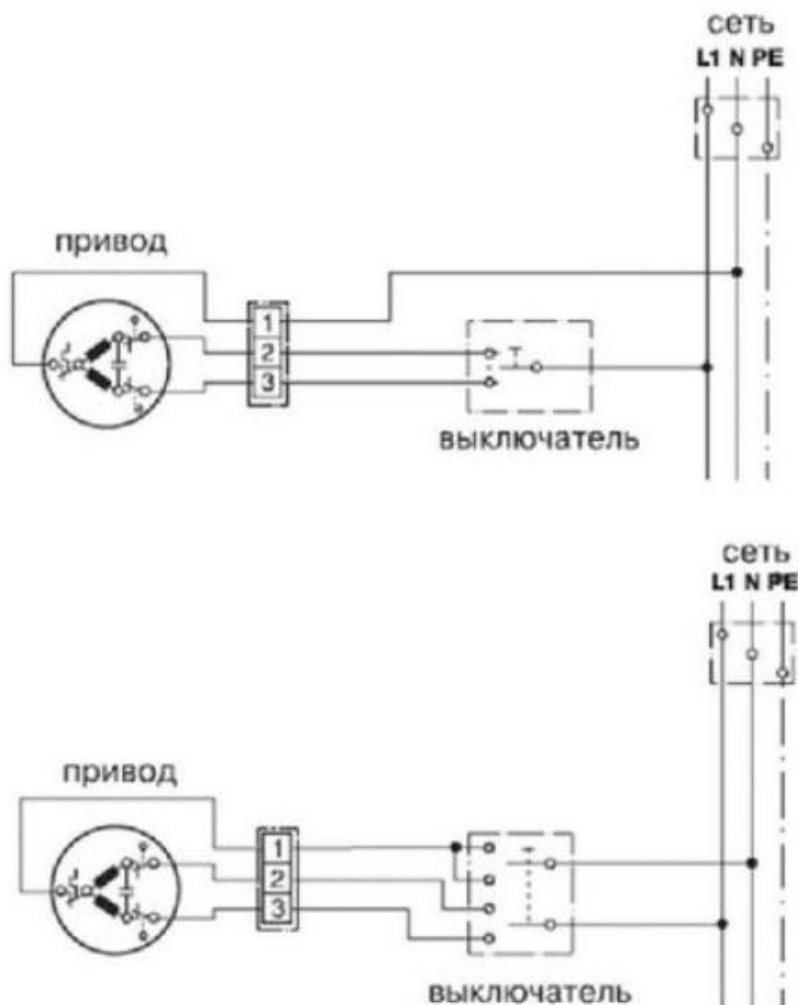 сеть
L1 N PE
привод
1
2
3
выключатель
сеть
L1 N PE
привод
1
2
3
выключатель